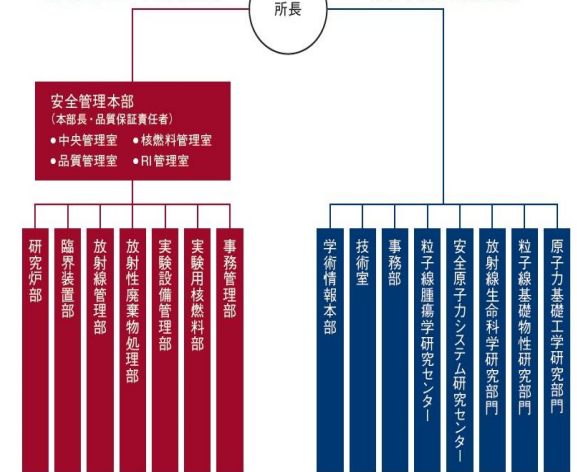 所長
安全管理本部
（本部長・品質保証責任者）
●中央管理室 ●核燃料管理室
●品質管理室 ●RI管理室
研究炉部
臨界装置部
放射線管理部
放射性廃棄物処理部
実験設備管理部
実験用核燃料部
事務管理部
学術情報本部
技術室
事務部
粒子線腫瘍学研究センター
安全原子力システム研究センター
放射線生命科学研究部門
粒子線基礎物性研究部門
原子力基礎工学研究部門